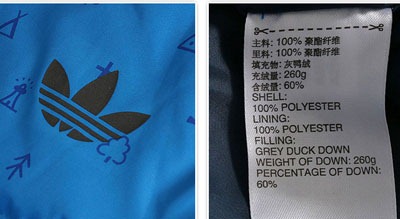 主料: 100% 聚酯纤维
里料: 100% 聚酯纤维
填充物: 灰鸭绒
充绒量: 260g
含绒量: 60%
SHELL:
100% POLYESTER
LINING:
100% POLYESTER
FILLING:
GREY DUCK DOWN
WEIGHT OF DOWN: 260g
PERCENTAGE OF DOWN:
60%